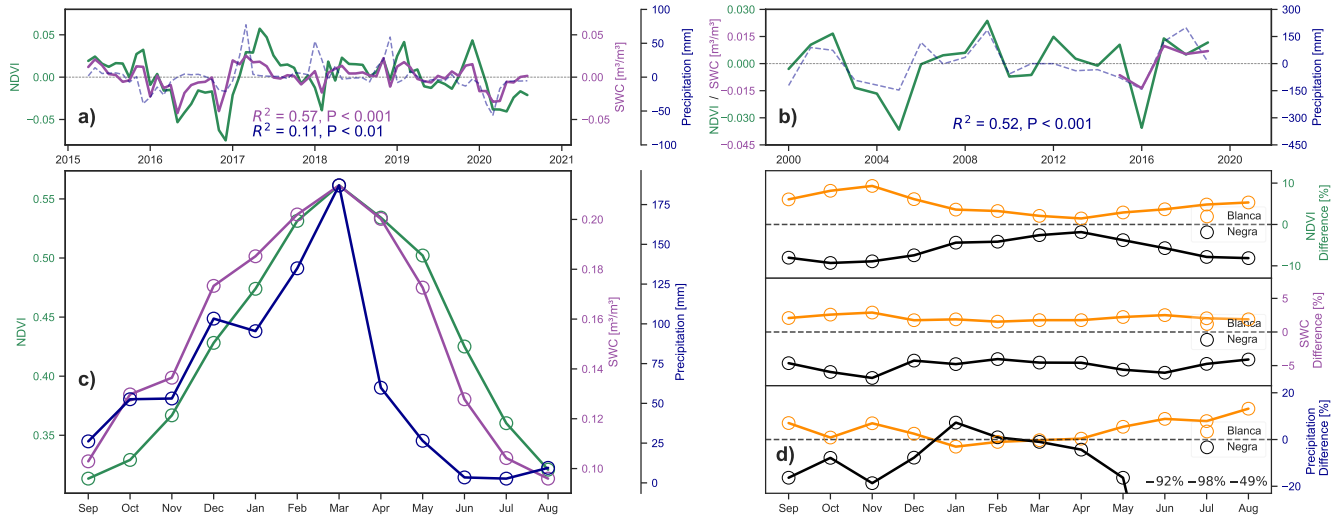 0.05
0.00
−0.05
NDVI
0.05
0.00
−0.05
SWC [m³/m³]
100
50
0
−50
−100
Precipitation [mm]
a)
R² = 0.57, P < 0.001
R² = 0.11, P < 0.01
2015
2016
2017
2018
2019
2020
2021
0.030
0.015
0.000
−0.015
−0.030
−0.045
NDVI / SWC [m³/m³]
300
150
0
−150
−300
−450
Precipitation [mm]
b)
R² = 0.52, P < 0.001
2000
2004
2008
2012
2016
2020
0.55
0.50
0.45
0.40
0.35
NDVI
0.20
0.18
0.16
0.14
0.12
0.10
SWC [m³/m³]
175
150
125
100
75
50
25
0
Precipitation [mm]
c)
Sep
Oct
Nov
Dec
Jan
Feb
Mar
Apr
May
Jun
Jul
Aug
10
0
−10
NDVI
Difference [%]
Blanca
Negra
5
0
−5
SWC
Difference [%]
Blanca
Negra
20
0
−20
Precipitation
Difference [%]
Blanca
Negra
d)
−92% −98% −49%
Sep
Oct
Nov
Dec
Jan
Feb
Mar
Apr
May
Jun
Jul
Aug